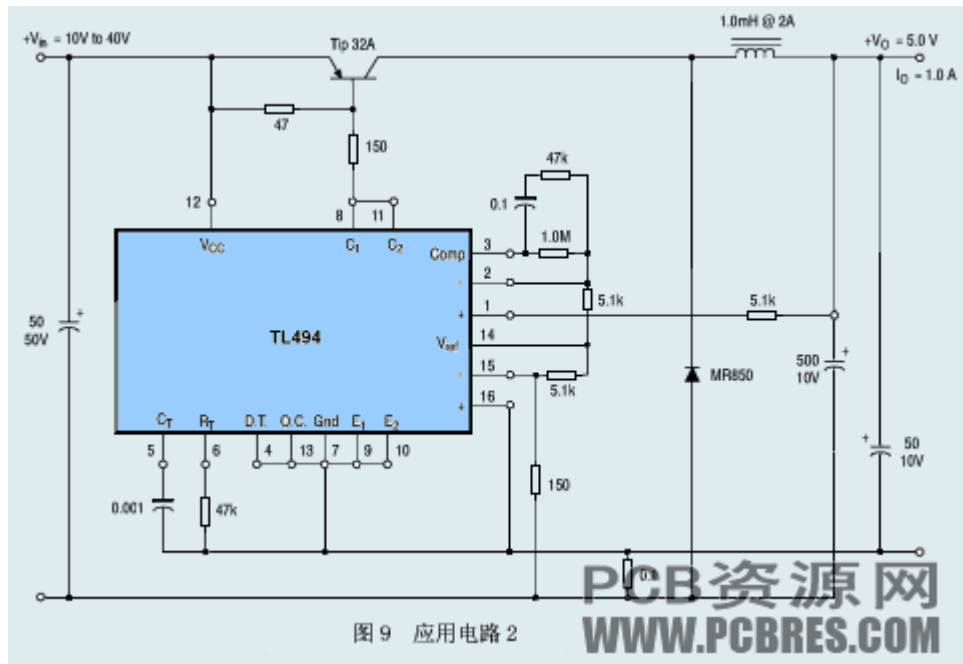 1.0mH @ 2A
+Vin = 10V to 40V
Tip 32A
+VO = 5.0 V
IO = 1.0 A
47
150
47k
0.1
12
8
11
1.0M
VCC
C1
C2
Comp
3
-
2
5.1k
5.1k
+
1
50
50V
+
TL494
Vref
14
500
10V
+
-
15
5.1k
MR850
+
16
CT
RT
D.T.
O.C.
Gnd
E1
E2
+
50
10V
5
6
4
13
7
9
10
0.001
47k
150
0.1
PCB资源网
WWW.PCBRES.COM
图 9 应用电路 2